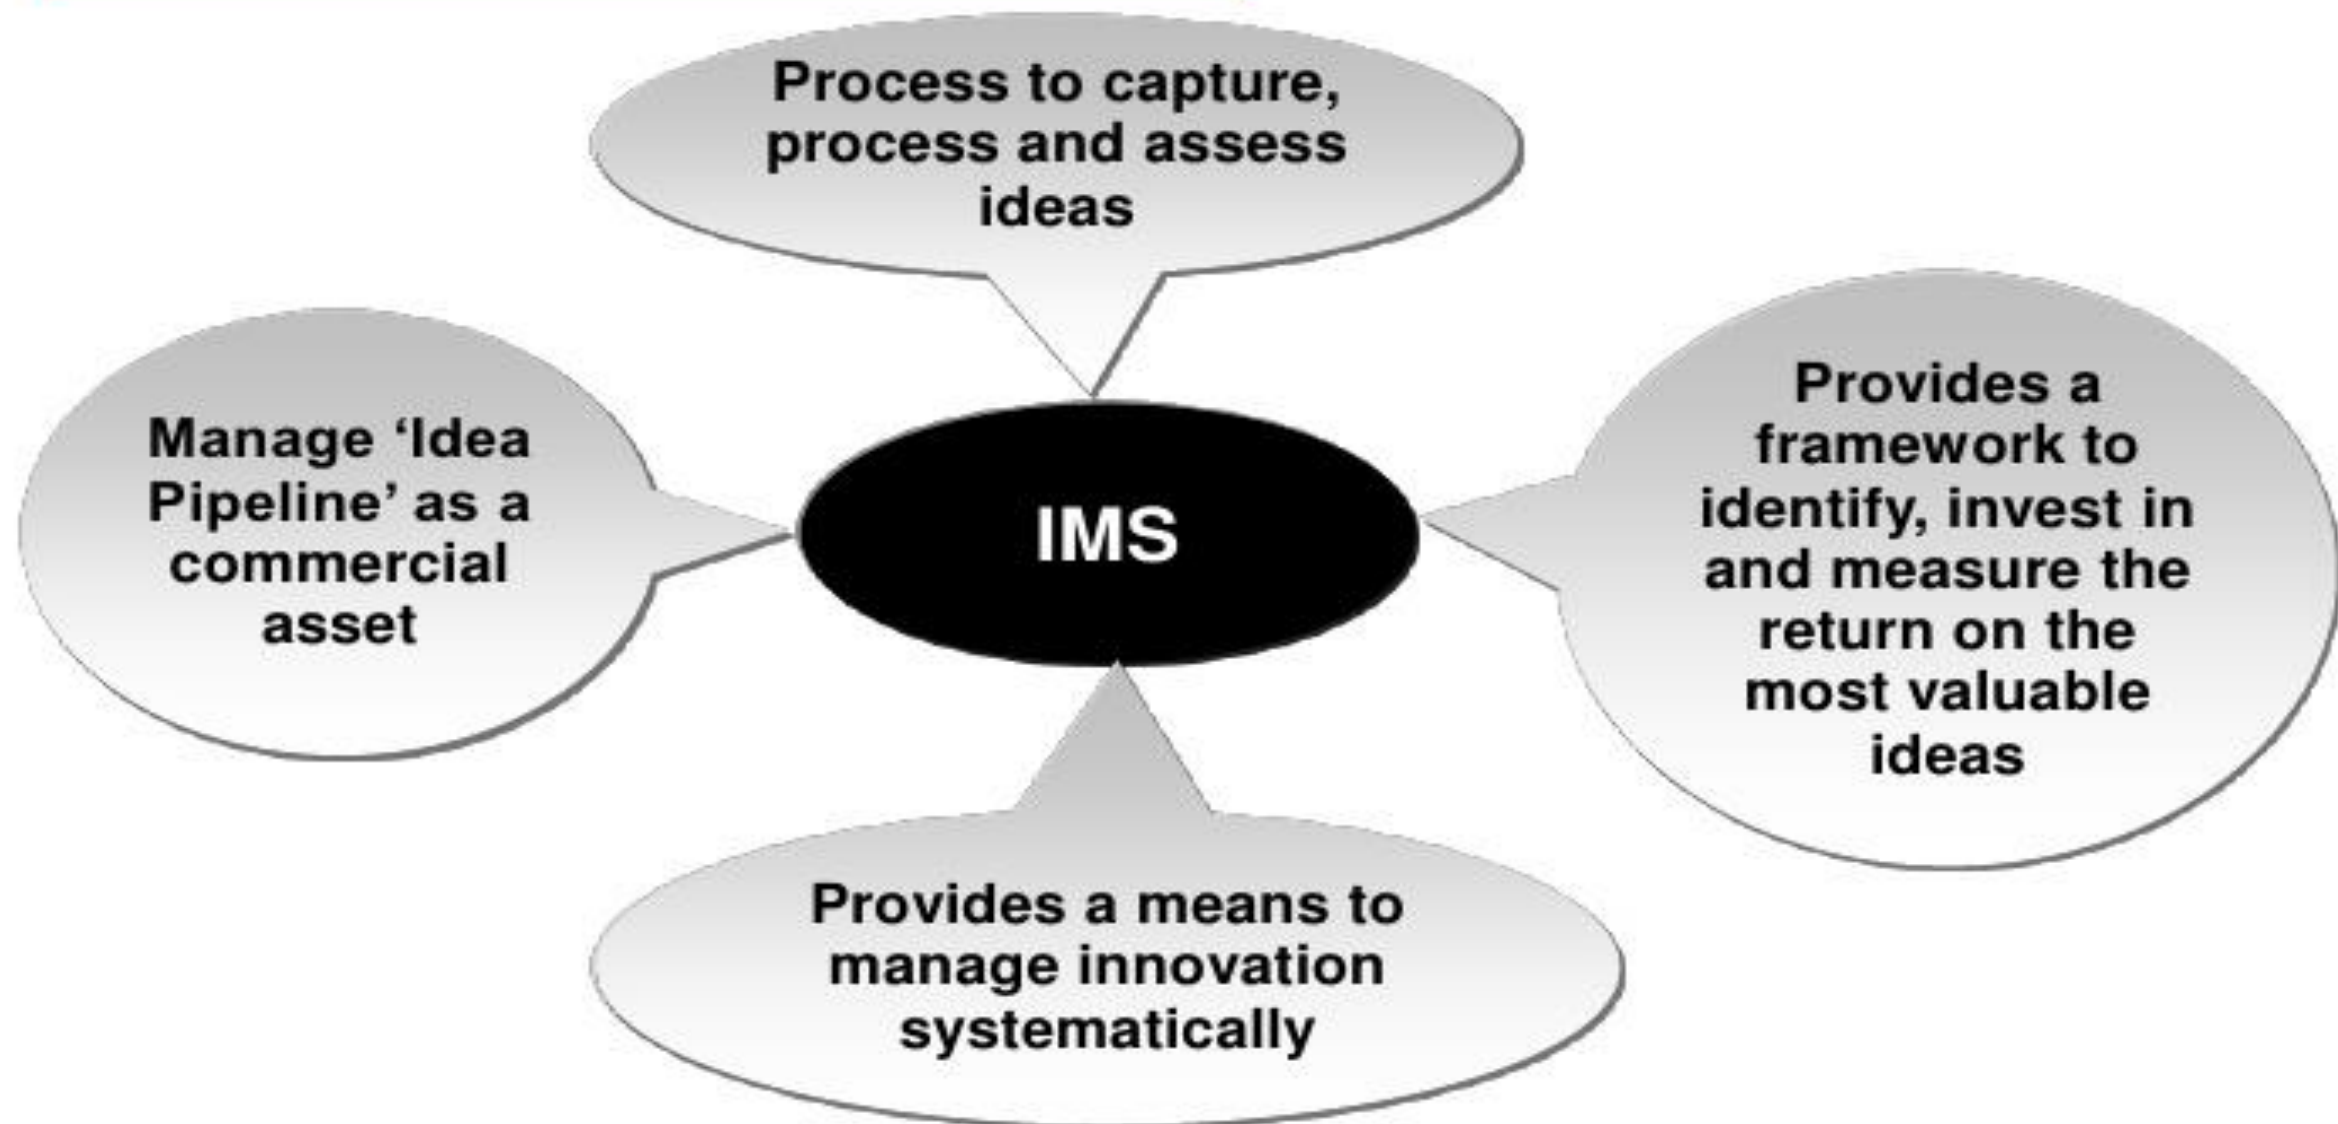 Process to capture,
process and assess
ideas
Manage ‘Idea
Pipeline’ as a
commercial
asset
IMS
Provides a
framework to
identify, invest in
and measure the
return on the
most valuable
ideas
Provides a means to
manage innovation
systematically